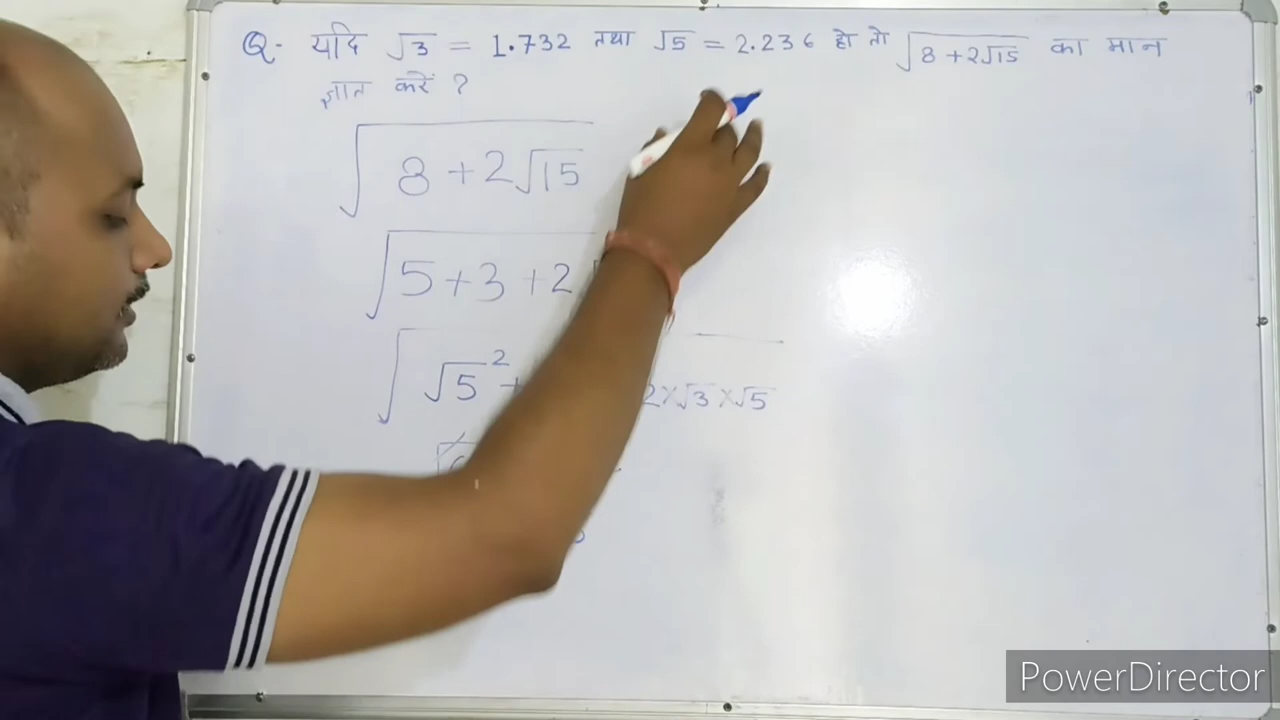 Q- यदि √3 = 1.732 तथा √5 = 2.236 हो तो √8+2√15 का मान
ज्ञात करें ?
√8+2√15
√5+3+2
√√5²+ 2×√3×√5
PowerDirector